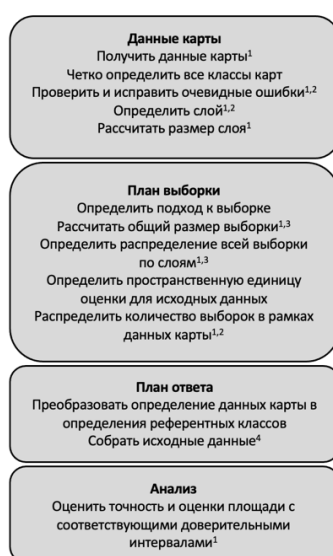 Данные карты
Получить данные карты¹
Четко определить все классы карт
Проверить и исправить очевидные ошибки¹,²
Определить слой¹,²
Рассчитать размер слоя¹
План выборки
Определить подход к выборке
Рассчитать общий размер выборки¹,³
Определить распределение всей выборки
по слоям¹,³
Определить пространственную единицу
оценки для исходных данных
Распределить количество выборок в рамках
данных карты¹,²
План ответа
Преобразовать определение данных карты в
определения референтных классов
Собрать исходные данные⁴
Анализ
Оценить точность и оценки площади с
соответствующими доверительными
интервалами¹